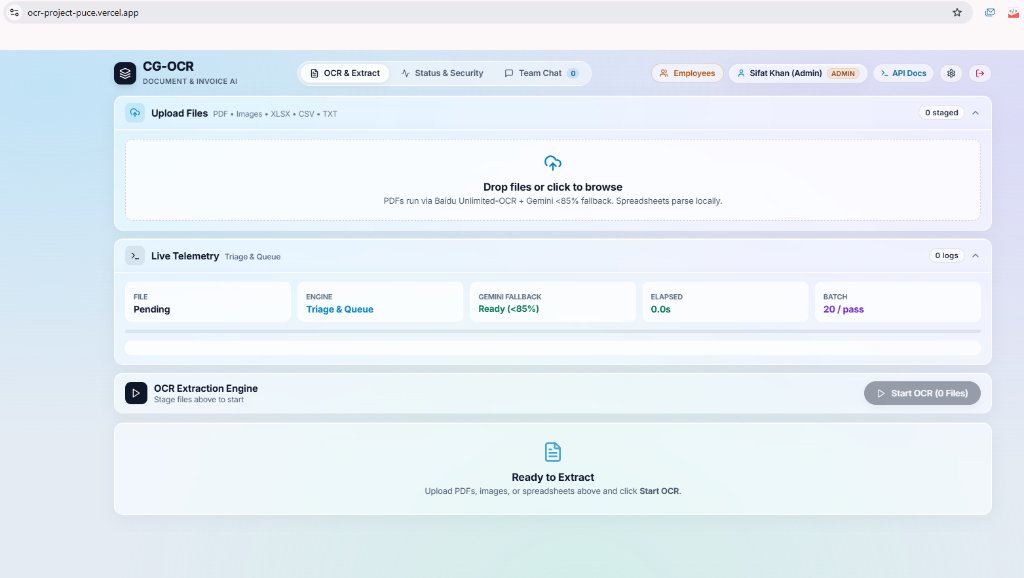 ocr-project-puce.vercel.app
CG-OCR
DOCUMENT & INVOICE AI
OCR & Extract
Status & Security
Team Chat 0
Employees
Sifat Khan (Admin) ADMIN
API Docs
Upload Files PDF • Images • XLSX • CSV • TXT
0 staged
Drop files or click to browse
PDFs run via Baidu Unlimited-OCR + Gemini <85% fallback. Spreadsheets parse locally.
Live Telemetry Triage & Queue
0 logs
FILE
Pending
ENGINE
Triage & Queue
GEMINI FALLBACK
Ready (<85%)
ELAPSED
0.0s
BATCH
20 / pass
OCR Extraction Engine
Stage files above to start
Start OCR (0 Files)
Ready to Extract
Upload PDFs, images, or spreadsheets above and click Start OCR.